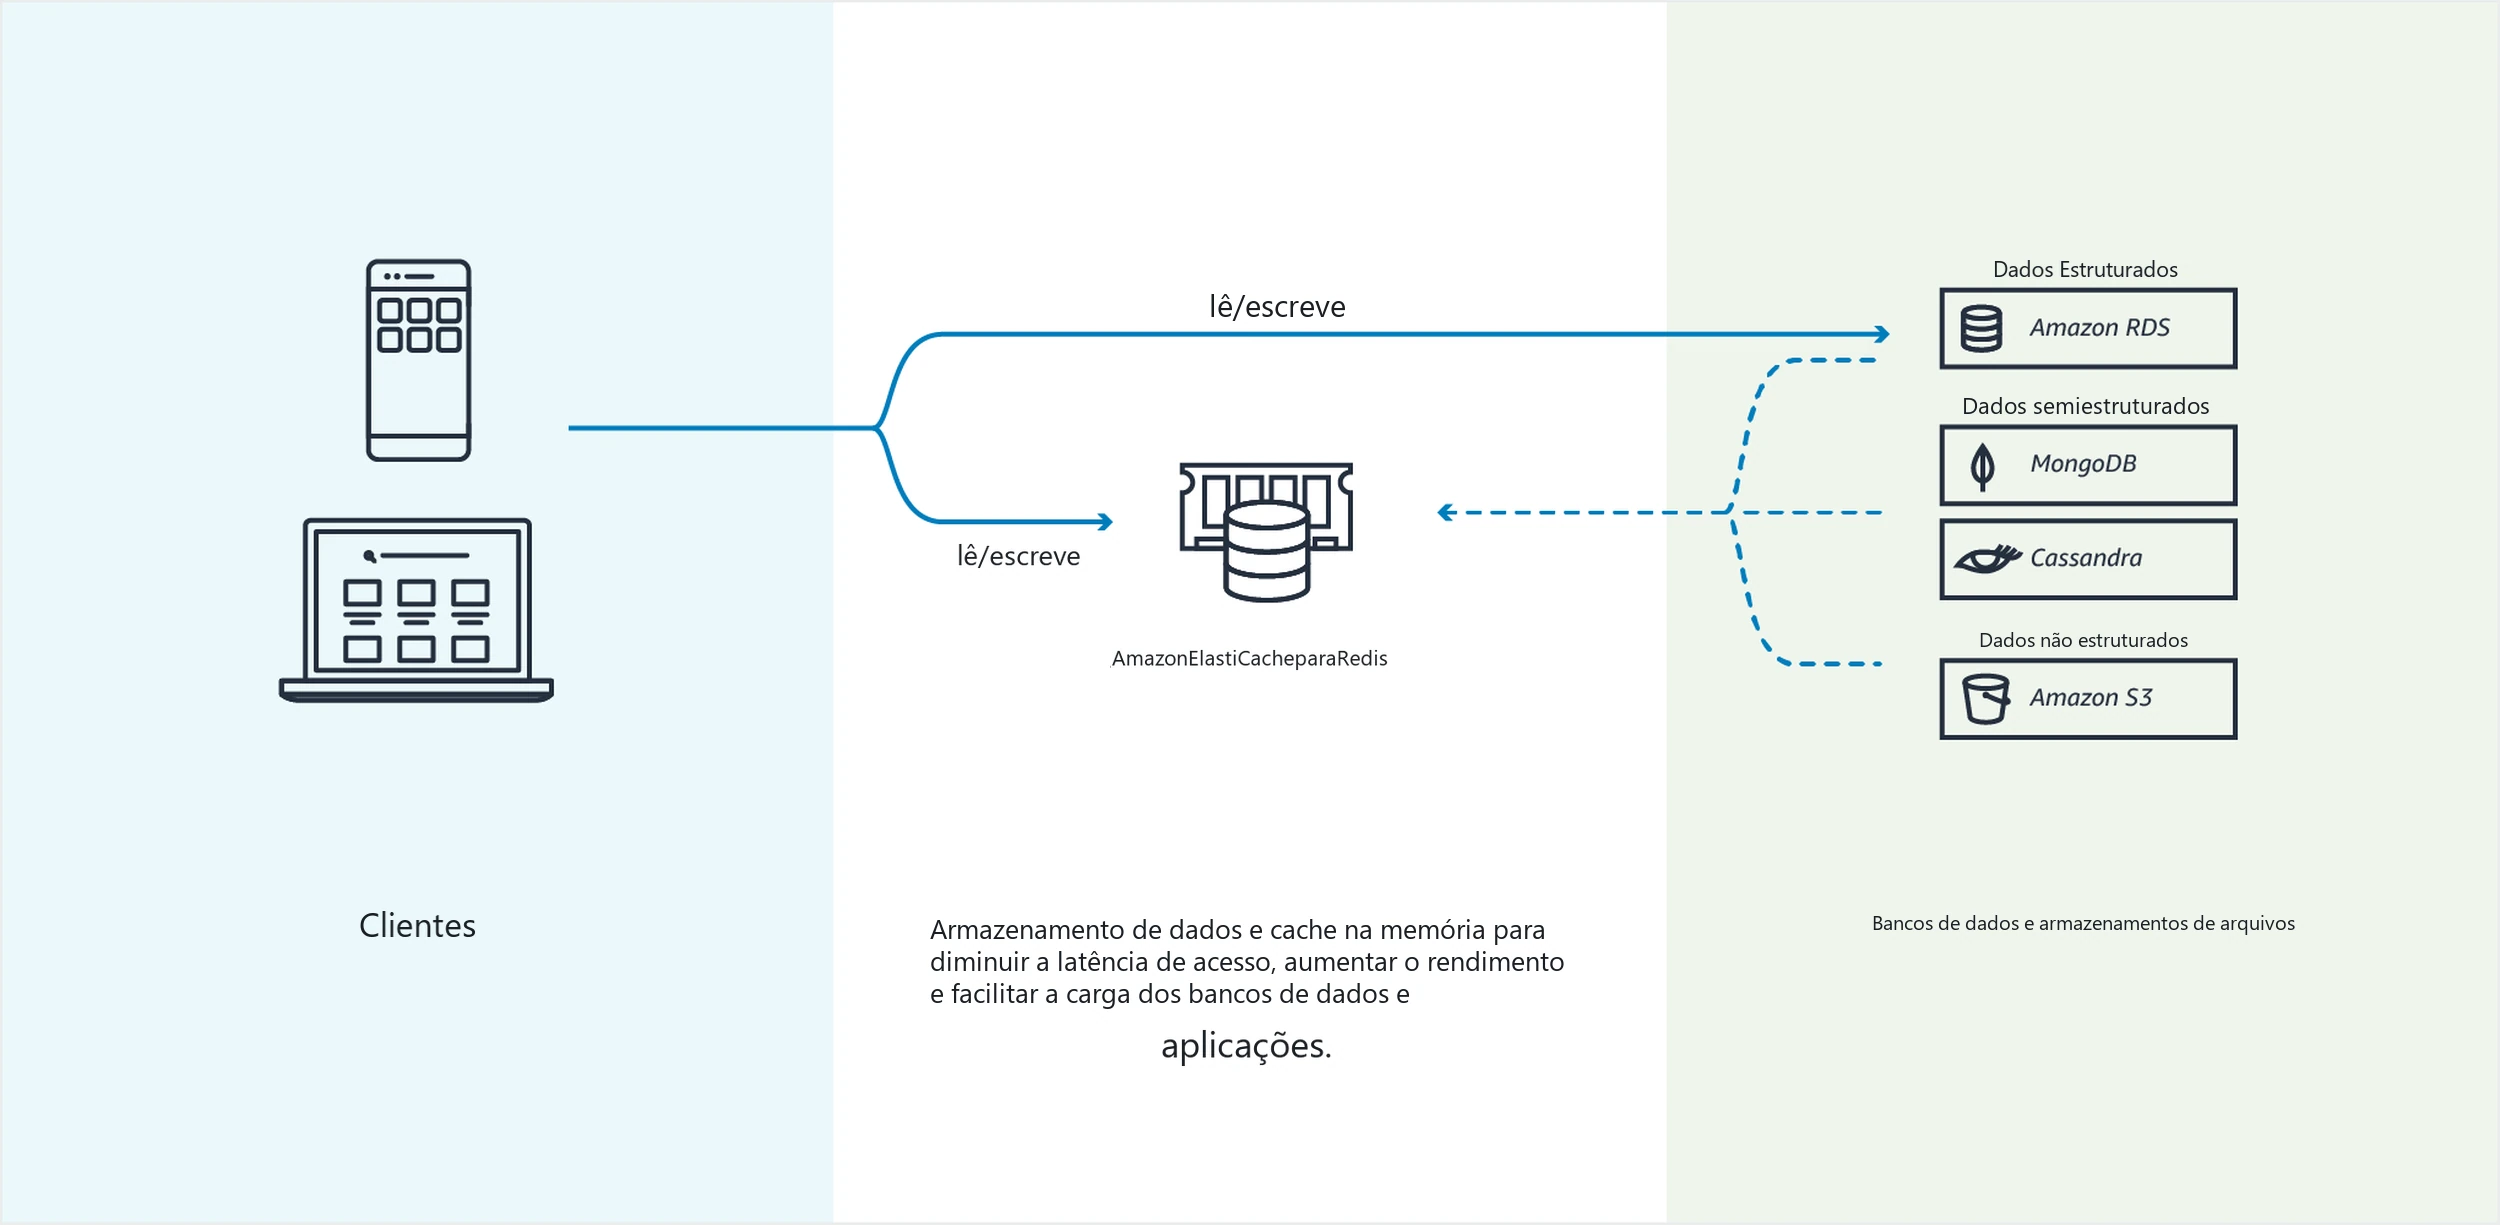 Clientes
lê/escreve
lê/escreve
AmazonElastiCacheparaRedis
Armazenamento de dados e cache na memória para
diminuir a latência de acesso, aumentar o rendimento
e facilitar a carga dos bancos de dados e
aplicações.
Dados Estruturados
Amazon RDS
Dados semiestruturados
MongoDB
Cassandra
Dados não estruturados
Amazon S3
Bancos de dados e armazenamentos de arquivos